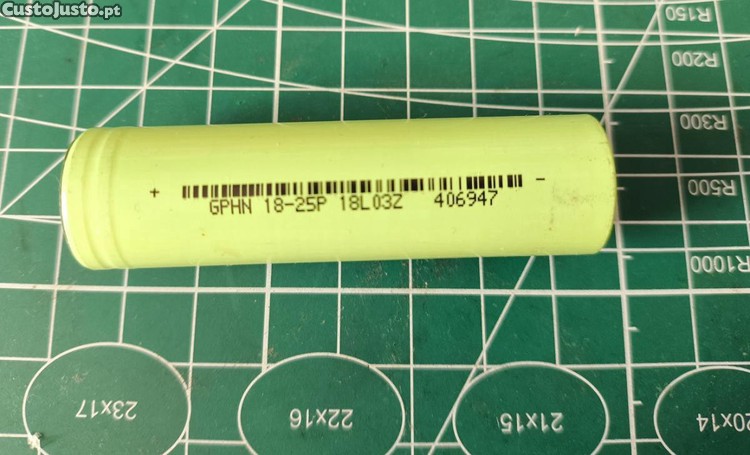 CustoJusto.pt
+ -
GPHN 18-25P 18L03Z 406947
R150
R200
R300
R500
R1000
23x17
22x16
21x15
20x14